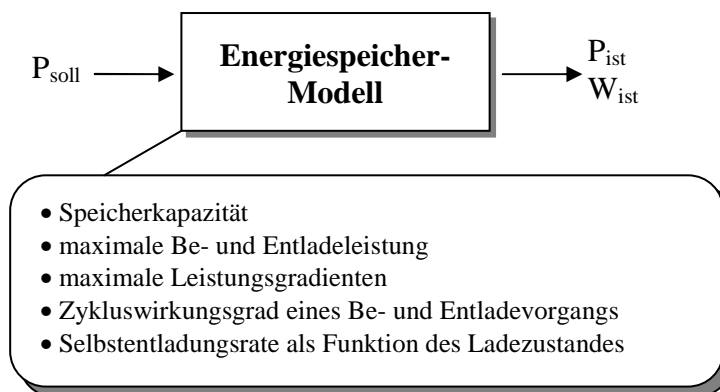 P_soll
Energiespeicher-
Modell
P_ist
W_ist
• Speicherkapazität
• maximale Be- und Entladeleistung
• maximale Leistungsgradienten
• Zykluswirkungsgrad eines Be- und Entladevorgangs
• Selbstentladungsrate als Funktion des Ladezustandes